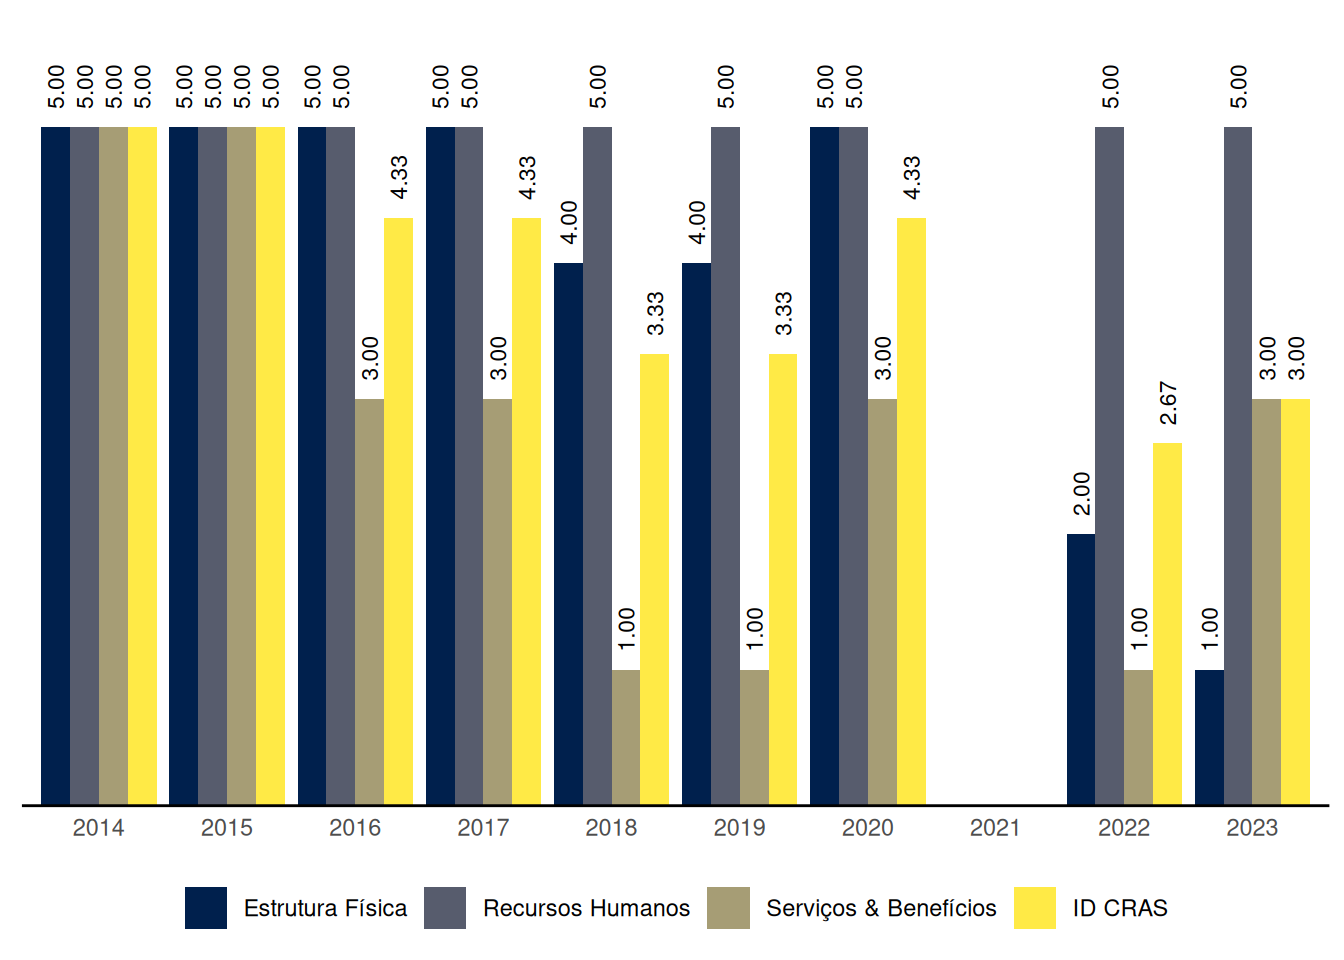 5.00 5.00 5.00 5.00 5.00 5.00 5.00 5.00 5.00 5.00 3.00 4.33 5.00 5.00 3.00 4.33 4.00 5.00 1.00 3.33 4.00 5.00 1.00 3.33 5.00 5.00 3.00 4.33 2.00 5.00 1.00 2.67 1.00 5.00 3.00 3.00
2014 2015 2016 2017 2018 2019 2020 2021 2022 2023
Estrutura Física Recursos Humanos Serviços & Benefícios ID CRAS